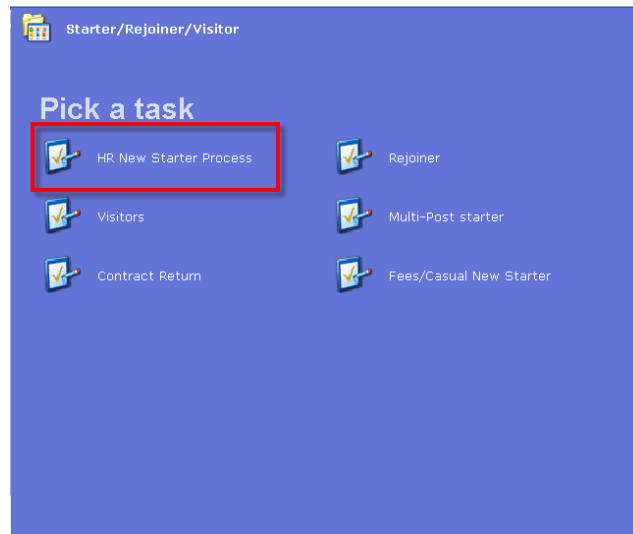 Starter/Rejoiner/Visitor
Pick a task
HR New Starter Process
Rejoiner
Visitors
Multi-Post starter
Contract Return
Fees/Casual New Starter